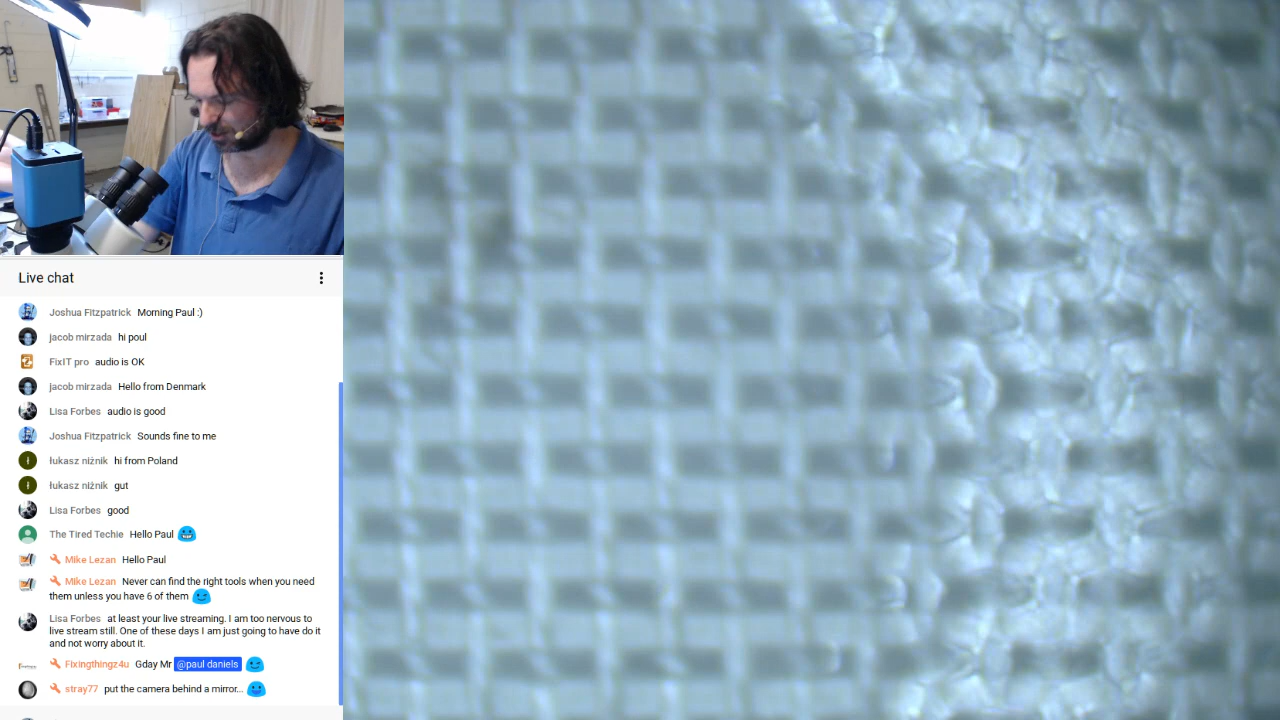 Live chat
Joshua Fitzpatrick Morning Paul :)
jacob mirzada hi poul
FixIT pro audio is OK
jacob mirzada Hello from Denmark
Lisa Forbes audio is good
Joshua Fitzpatrick Sounds fine to me
łukasz niżnik hi from Poland
łukasz niżnik gut
Lisa Forbes good
The Tired Techie Hello Paul
Mike Lezan Hello Paul
Mike Lezan Never can find the right tools when you need
them unless you have 6 of them
Lisa Forbes at least your live streaming. I am too nervous to
live stream still. One of these days I am just going to have do it
and not worry about it.
Fixingthingz4u Gday Mr @paul daniels
stray77 put the camera behind a mirror...